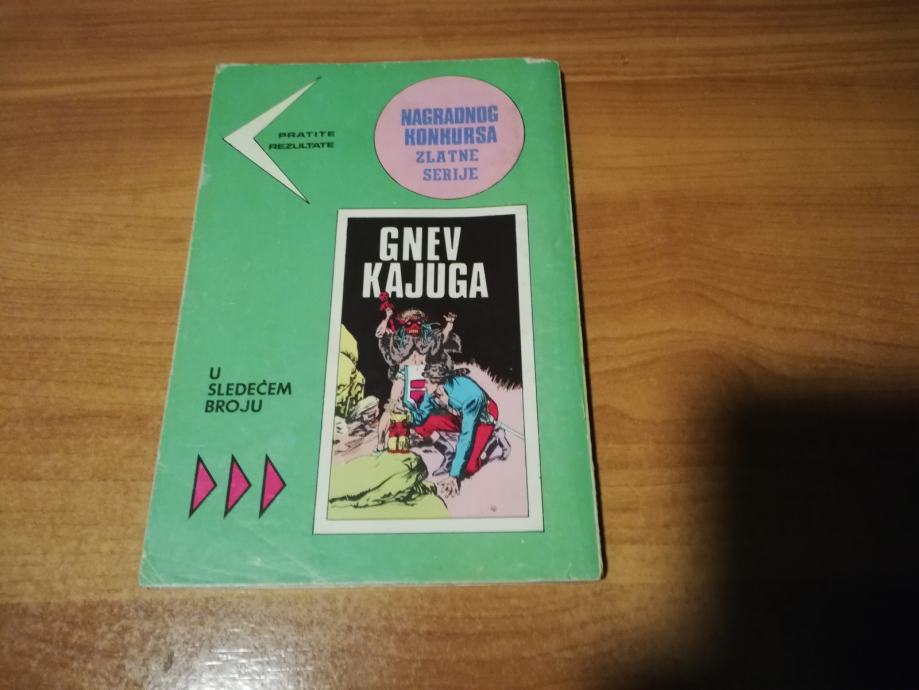 PRATITE
REZULTATE
NAGRADNOG
KONKURSA
ZLATNE
SERIJE
GNEV
KAJUGA
U
SLEDEĆEM
BROJU